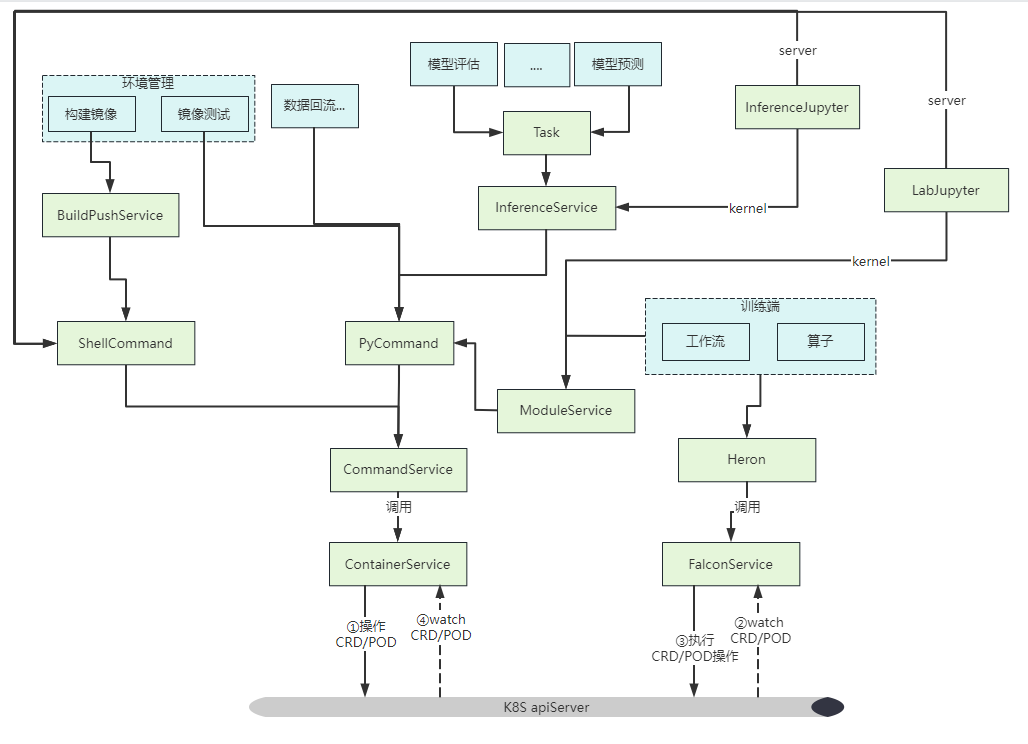 server
server
模型评估
....
模型预测
环境管理
构建镜像
镜像测试
数据回流...
InferenceJupyter
Task
LabJupyter
BuildPushService
InferenceService
kernel
kernel
训练端
工作流
算子
ShellCommand
PyCommand
ModuleService
CommandService
Heron
调用
调用
ContainerService
FalconService
①操作
CRD/POD
④watch
CRD/POD
③执行
CRD/POD操作
②watch
CRD/POD
K8S apiServer